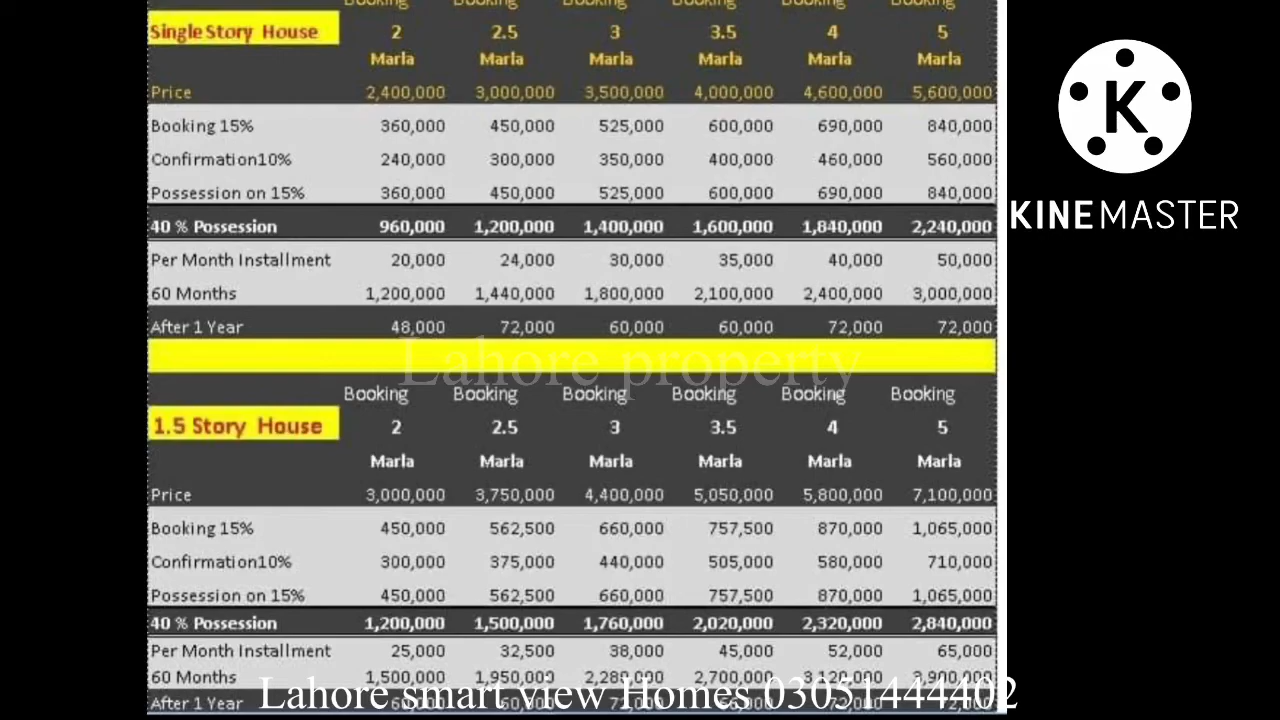 Booking Booking Booking Booking Booking Booking
Single Story House 2 2.5 3 3.5 4 5
Marla Marla Marla Marla Marla Marla
Price 2,400,000 3,000,000 3,500,000 4,000,000 4,600,000 5,600,000
Booking 15% 360,000 450,000 525,000 600,000 690,000 840,000
Confirmation10% 240,000 300,000 350,000 400,000 460,000 560,000
Possession on 15% 360,000 450,000 525,000 600,000 690,000 840,000
40 % Possession 960,000 1,200,000 1,400,000 1,600,000 1,840,000 2,240,000
Per Month Installment 20,000 24,000 30,000 35,000 40,000 50,000
60 Months 1,200,000 1,440,000 1,800,000 2,100,000 2,400,000 3,000,000
After 1 Year 48,000 72,000 60,000 60,000 72,000 72,000
Lahore property
Booking Booking Booking Booking Booking Booking
1.5 Story House 2 2.5 3 3.5 4 5
Marla Marla Marla Marla Marla Marla
Price 3,000,000 3,750,000 4,400,000 5,050,000 5,800,000 7,100,000
Booking 15% 450,000 562,500 660,000 757,500 870,000 1,065,000
Confirmation10% 300,000 375,000 440,000 505,000 580,000 710,000
Possession on 15% 450,000 562,500 660,000 757,500 870,000 1,065,000
40 % Possession 1,200,000 1,500,000 1,760,000 2,020,000 2,320,000 2,840,000
Per Month Installment 25,000 32,500 38,000 45,000 52,000 65,000
60 Months 1,500,000 1,950,000 2,280,000 2,700,000 3,120,000
After 1 Year
Lahore smart view Homes 03051444402
K
KINEMASTER